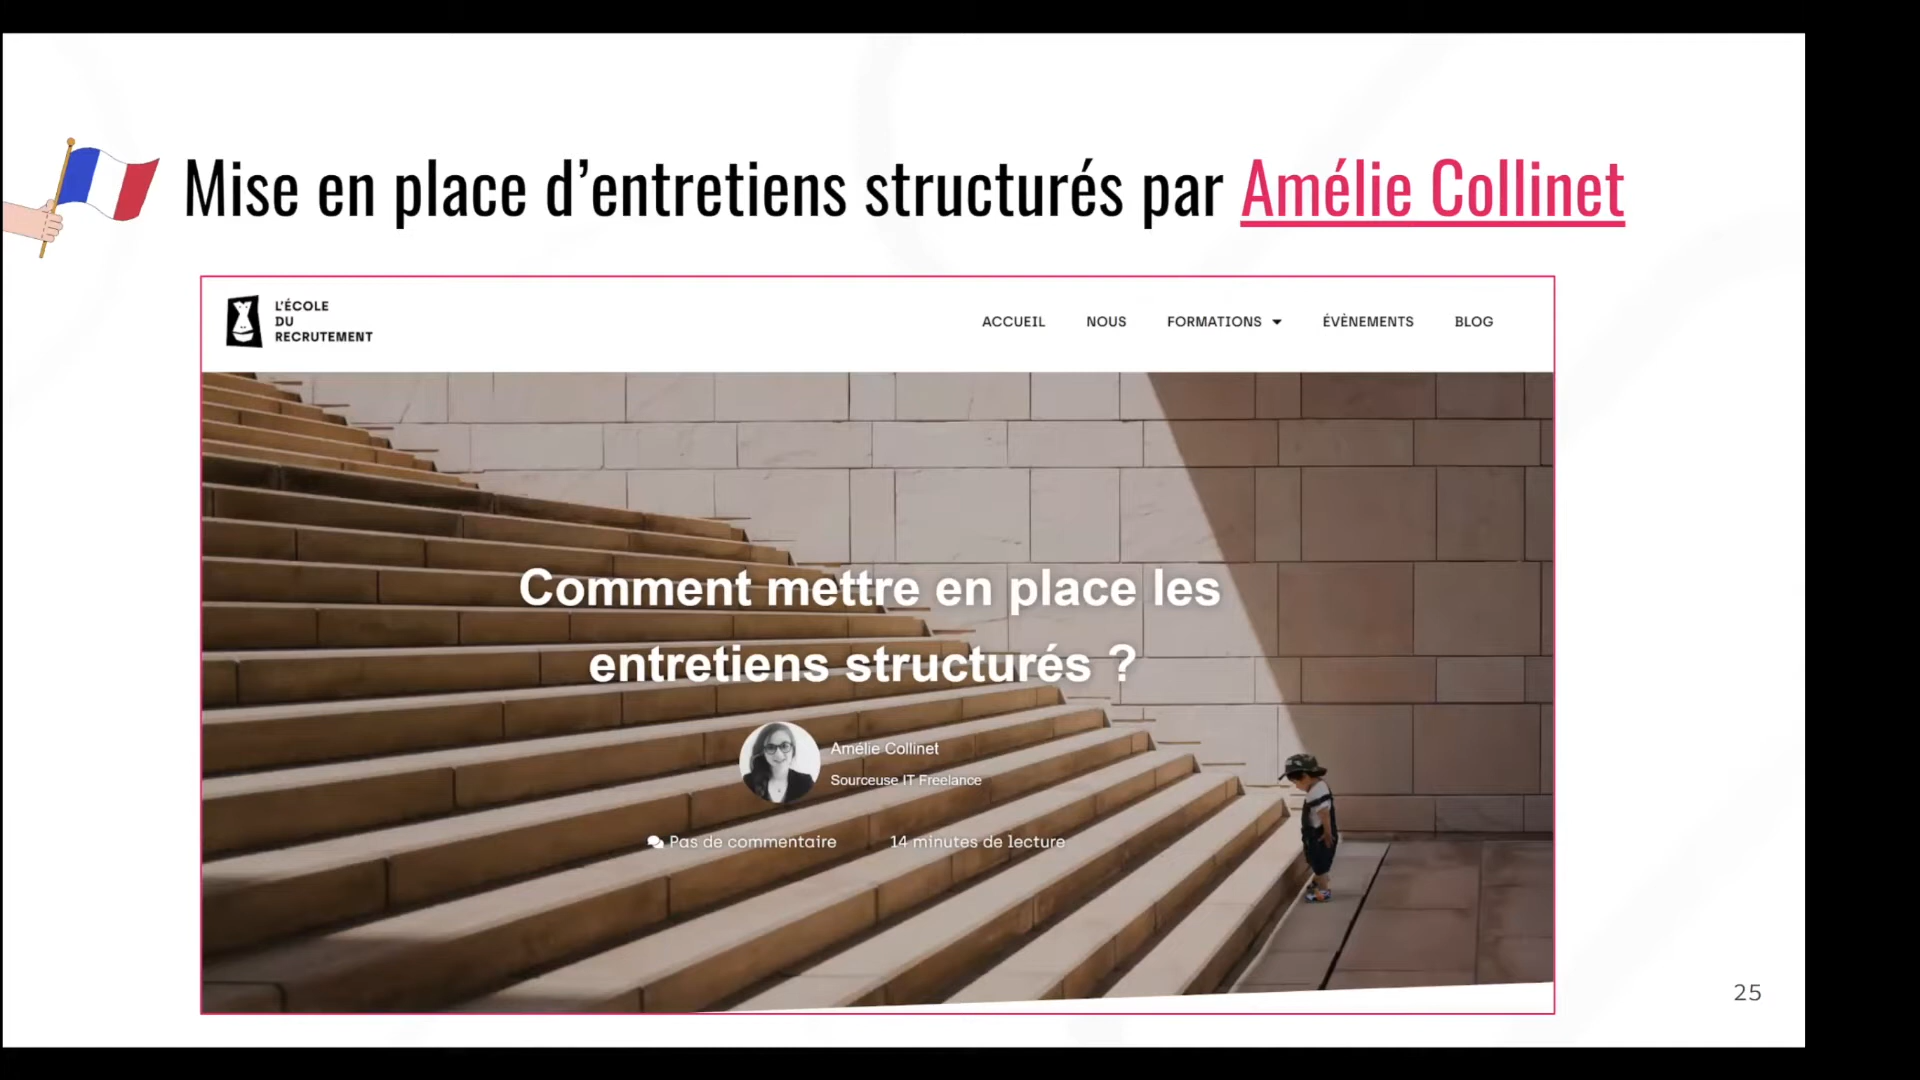 Mise en place d’entretiens structurés par Amélie Collinet
L'ÉCOLE
DU
RECRUTEMENT
ACCUEIL NOUS FORMATIONS ÉVÈNEMENTS BLOG
Comment mettre en place les
entretiens structurés ?
Amélie Collinet
Sourceuse IT Freelance
Pas de commentaire 14 minutes de lecture
25